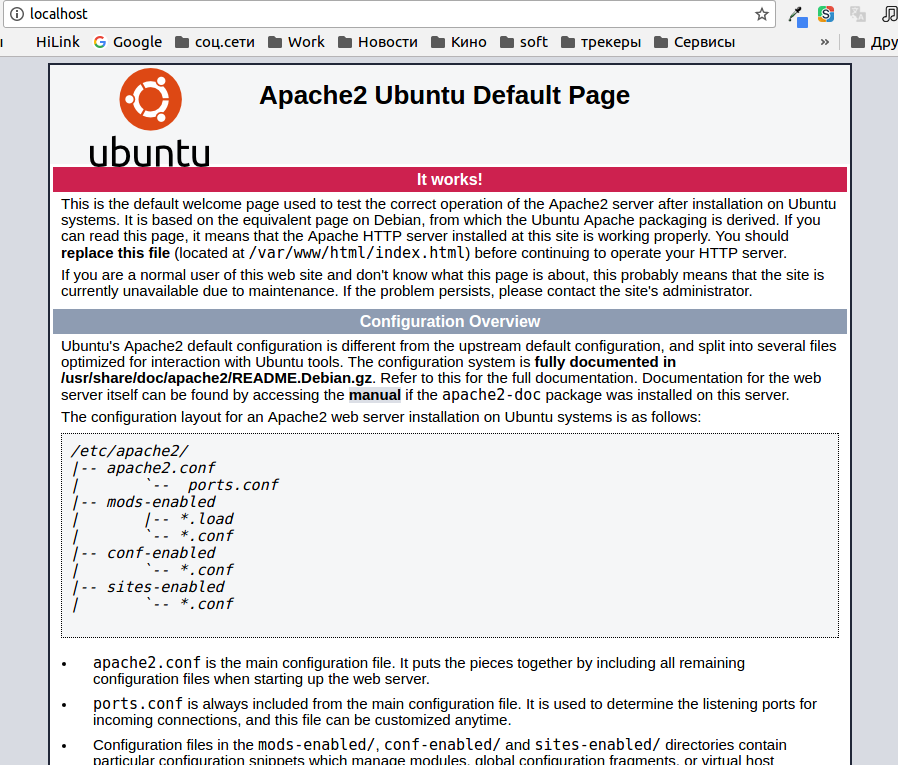 localhost
HiLink Google соц.сети Work Новости Кино soft трекеры Сервисы » Дру
ubuntu
Apache2 Ubuntu Default Page
It works!
This is the default welcome page used to test the correct operation of the Apache2 server after installation on Ubuntu
systems. It is based on the equivalent page on Debian, from which the Ubuntu Apache packaging is derived. If you
can read this page, it means that the Apache HTTP server installed at this site is working properly. You should
replace this file (located at /var/www/html/index.html) before continuing to operate your HTTP server.
If you are a normal user of this web site and don't know what this page is about, this probably means that the site is
currently unavailable due to maintenance. If the problem persists, please contact the site's administrator.
Configuration Overview
Ubuntu's Apache2 default configuration is different from the upstream default configuration, and split into several files
optimized for interaction with Ubuntu tools. The configuration system is fully documented in
/usr/share/doc/apache2/README.Debian.gz. Refer to this for the full documentation. Documentation for the web
server itself can be found by accessing the manual if the apache2-doc package was installed on this server.
The configuration layout for an Apache2 web server installation on Ubuntu systems is as follows:
/etc/apache2/
|-- apache2.conf
|       `--  ports.conf
|-- mods-enabled
|       |-- *.load
|       `-- *.conf
|-- conf-enabled
|       `-- *.conf
|-- sites-enabled
|       `-- *.conf
• apache2.conf is the main configuration file. It puts the pieces together by including all remaining
configuration files when starting up the web server.
• ports.conf is always included from the main configuration file. It is used to determine the listening ports for
incoming connections, and this file can be customized anytime.
• Configuration files in the mods-enabled/, conf-enabled/ and sites-enabled/ directories contain
particular configuration snippets which manage modules, global configuration fragments, or virtual host